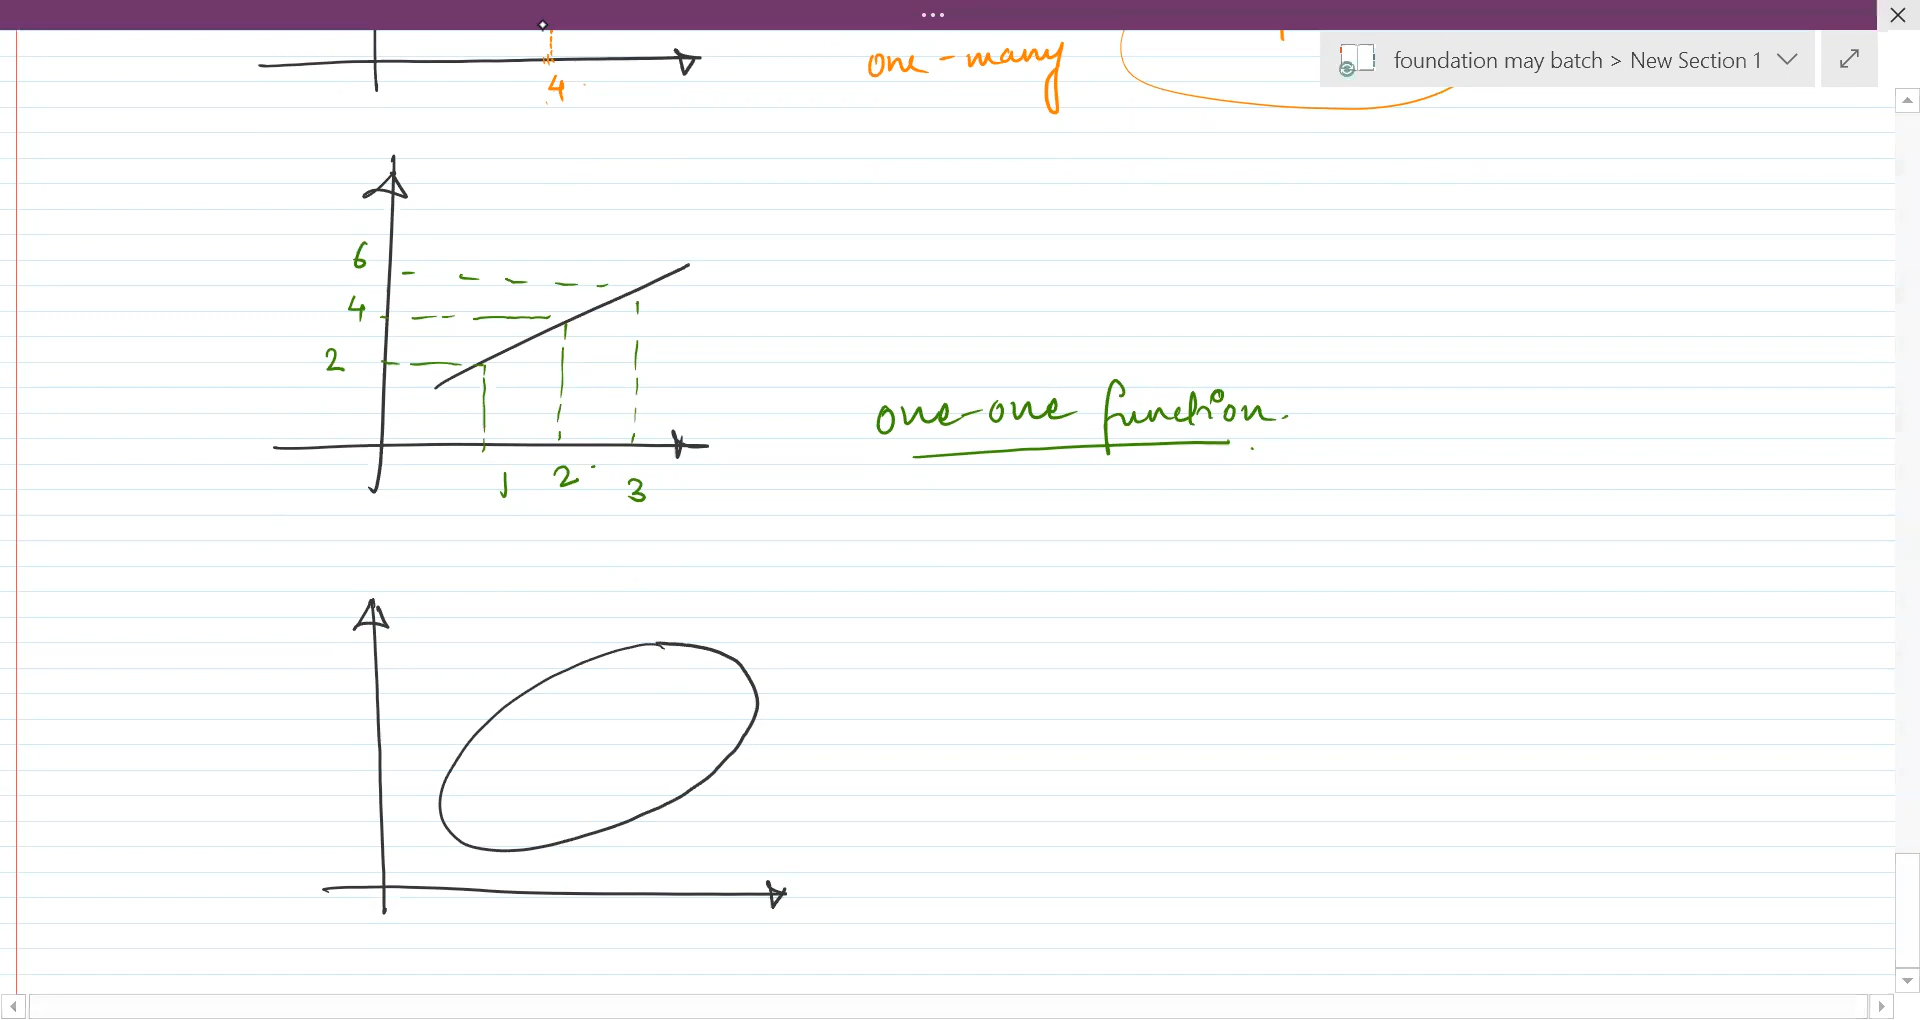 ...
foundation may batch > New Section 1
one - many
4
6
4
2
one-one function.
1 2 3